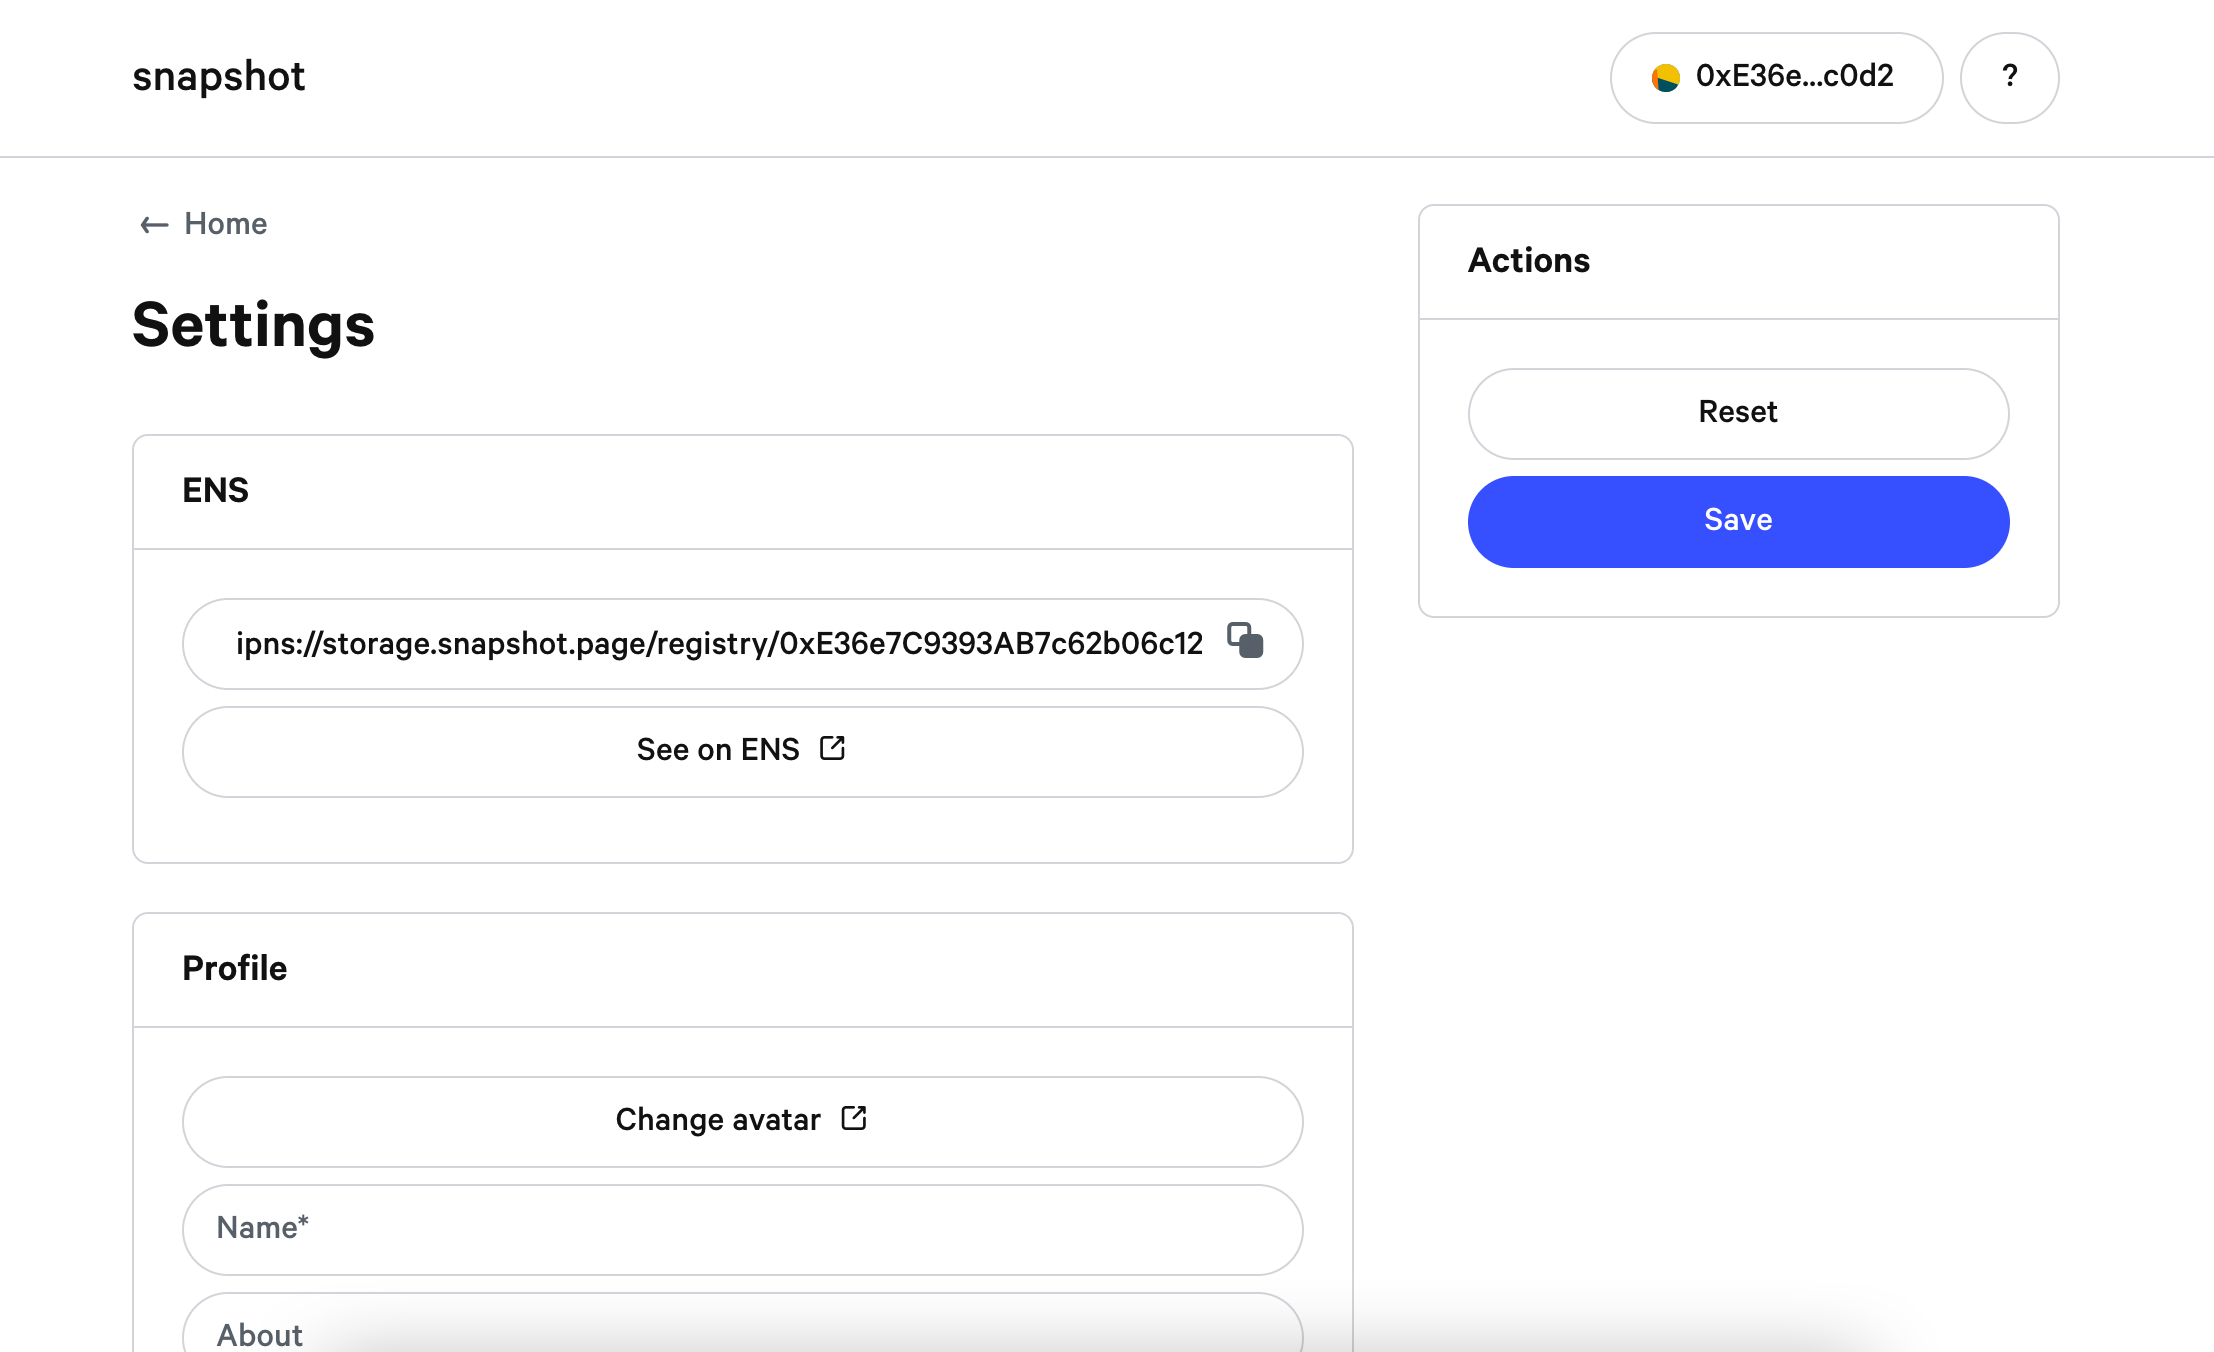 snapshot
0xE36e...c0d2
?
← Home
Settings
Actions
Reset
Save
ENS
ipns://storage.snapshot.page/registry/0xE36e7C9393AB7c62b06c12
See on ENS
Profile
Change avatar
Name*
About